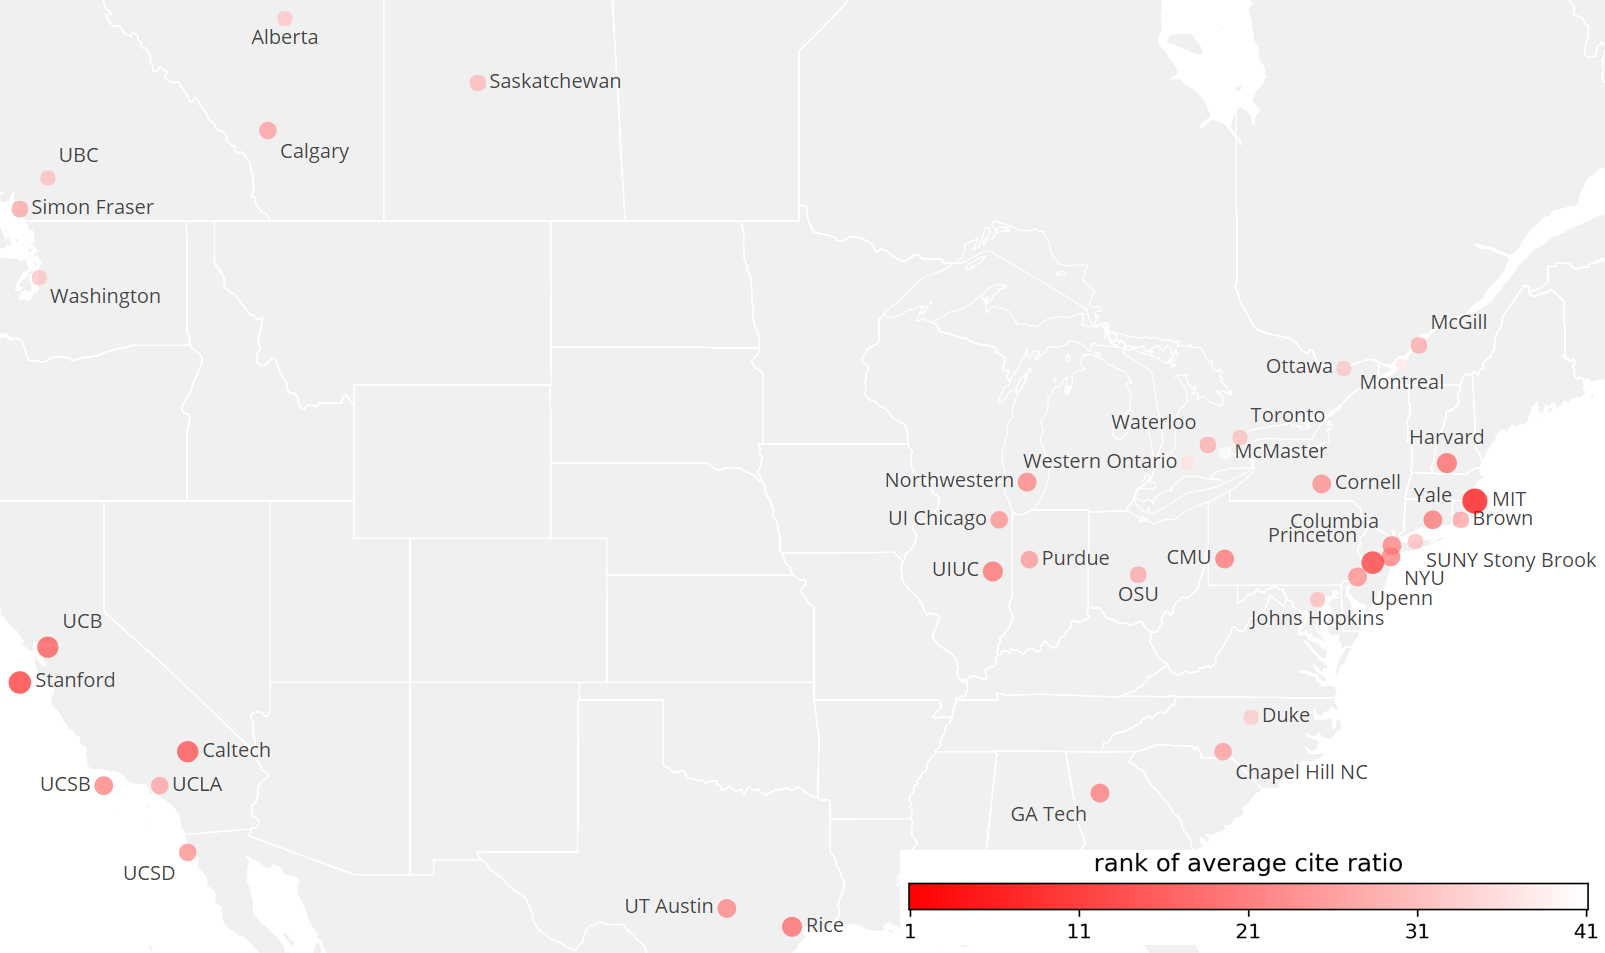 Alberta
Saskatchewan
Calgary
UBC
Simon Fraser
Washington
McGill
Ottawa
Montreal
Waterloo
Toronto
Harvard
Western Ontario
McMaster
Northwestern
Cornell
Yale
MIT
UI Chicago
Columbia
Brown
Princeton
UIUC
Purdue
CMU
SUNY Stony Brook
OSU
NYU
Upenn
Johns Hopkins
UCB
Stanford
Duke
Caltech
Chapel Hill NC
UCSB
UCLA
GA Tech
UCSD
UT Austin
Rice
rank of average cite ratio
1 11 21 31 41